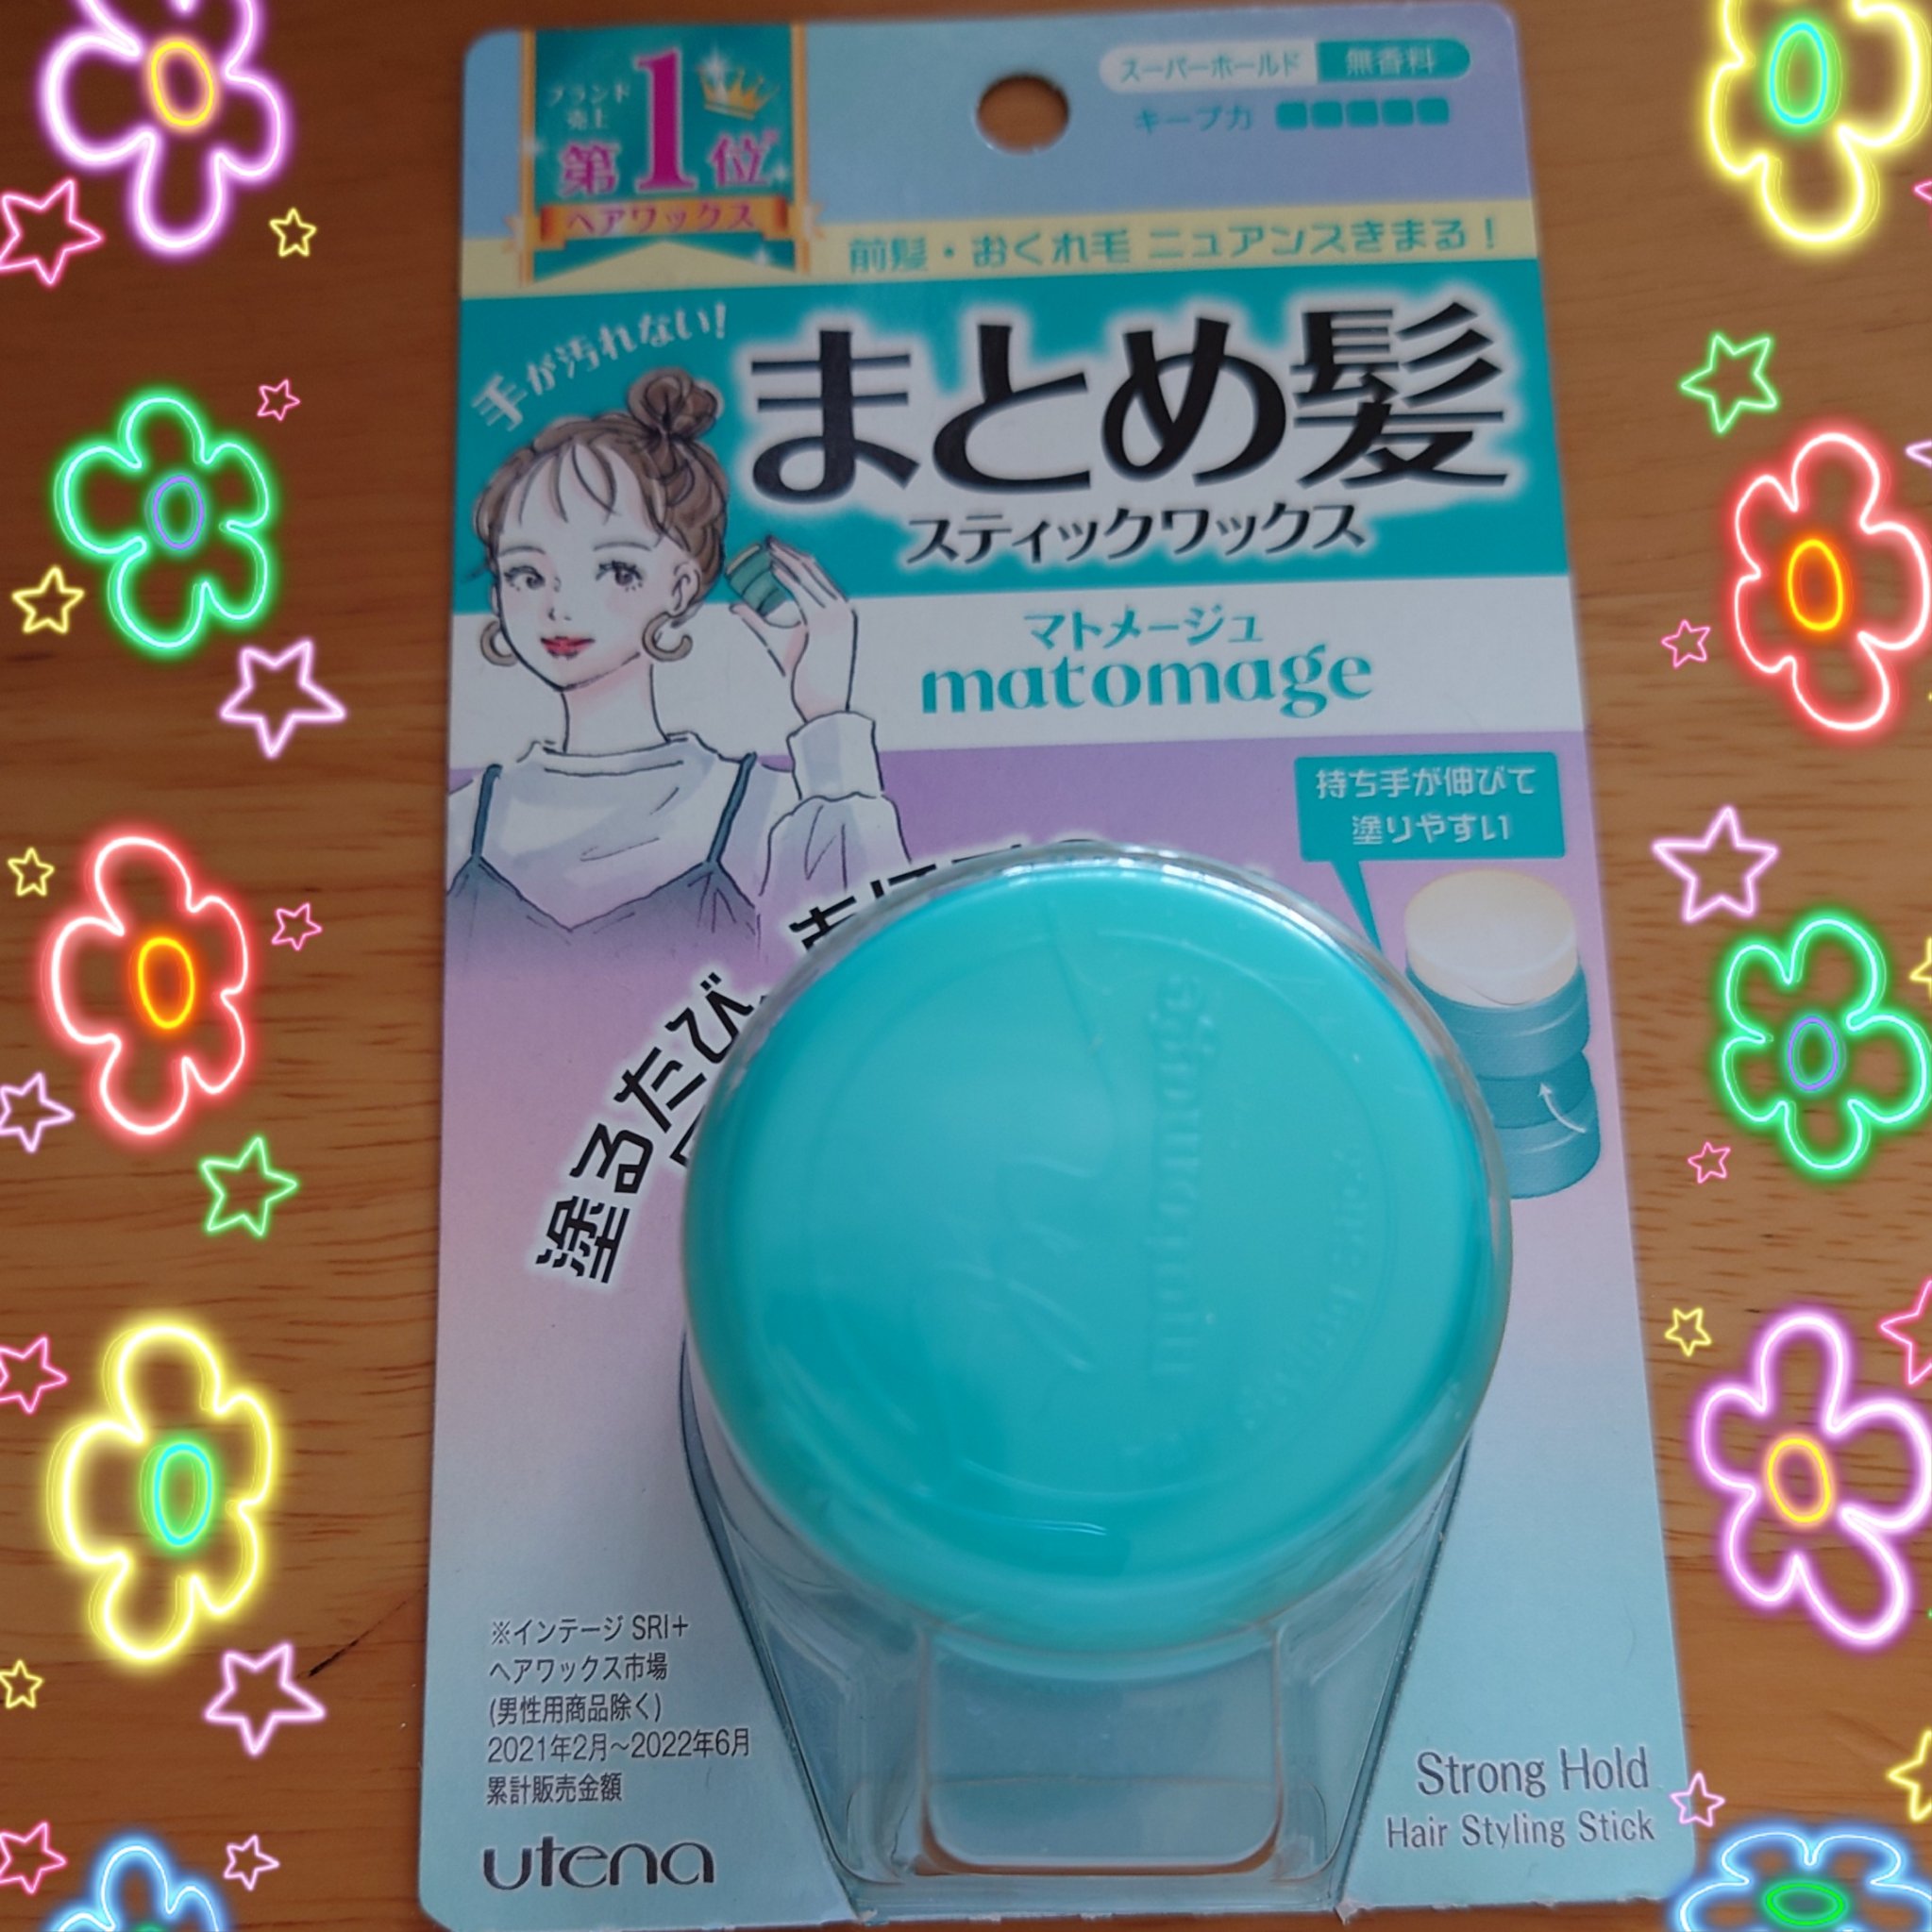 ブランド
売上
第1位※
ヘアワックス
スーパーホールド 無香料
キープ力
前髪・おくれ毛 ニュアンスきまる!
手が汚れない!
まとめ髪
スティックワックス
マトメージュ
matomage
持ち手が伸びて
塗りやすい
塗るたび、
matomage
※インテージ SRI+
ヘアワックス市場
(男性用商品除く)
2021年2月~2022年6月
累計販売金額
utena
Strong Hold
Hair Styling Stick